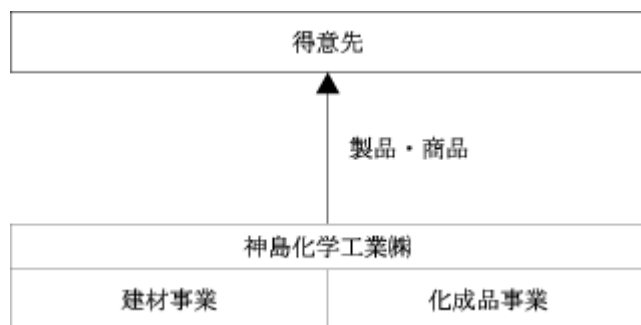 得意先
製品・商品
神島化学工業㈱
建材事業
化成品事業